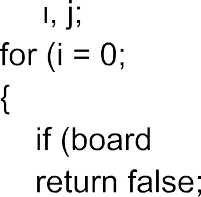 i, j;
for (i = 0;
{
if (board
return false;